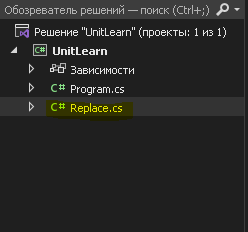 Обозреватель решений — поиск (Ctrl+;)
Решение "UnitLearn" (проекты: 1 из 1)
C# UnitLearn
Зависимости
C# Program.cs
C# Replace.cs